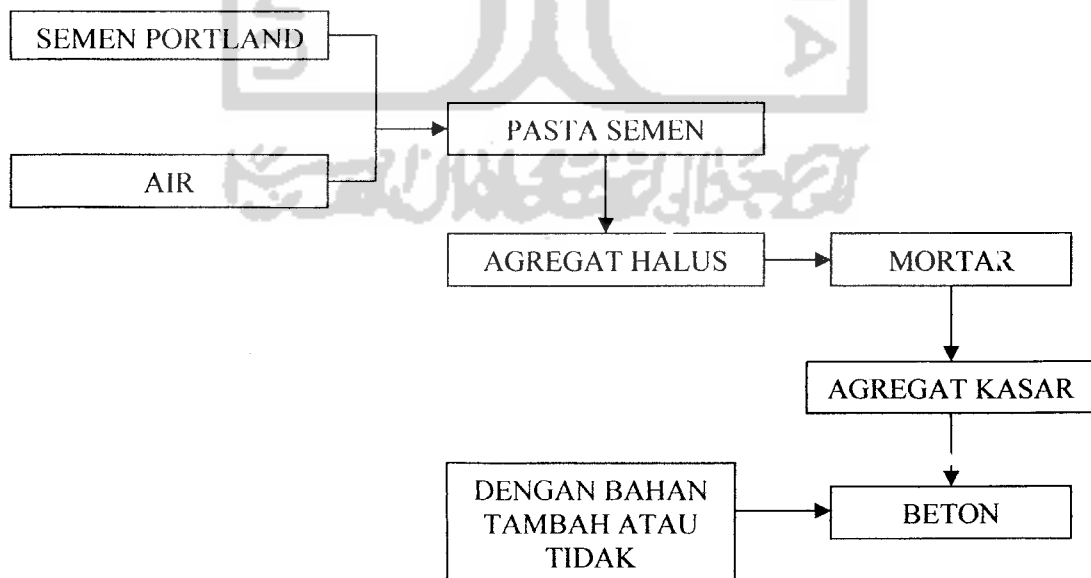 SEMEN PORTLAND
PASTA SEMEN
AIR
AGREGAT HALUS
MORTAR
AGREGAT KASAR
DENGAN BAHAN
TAMBAH ATAU
TIDAK
BETON